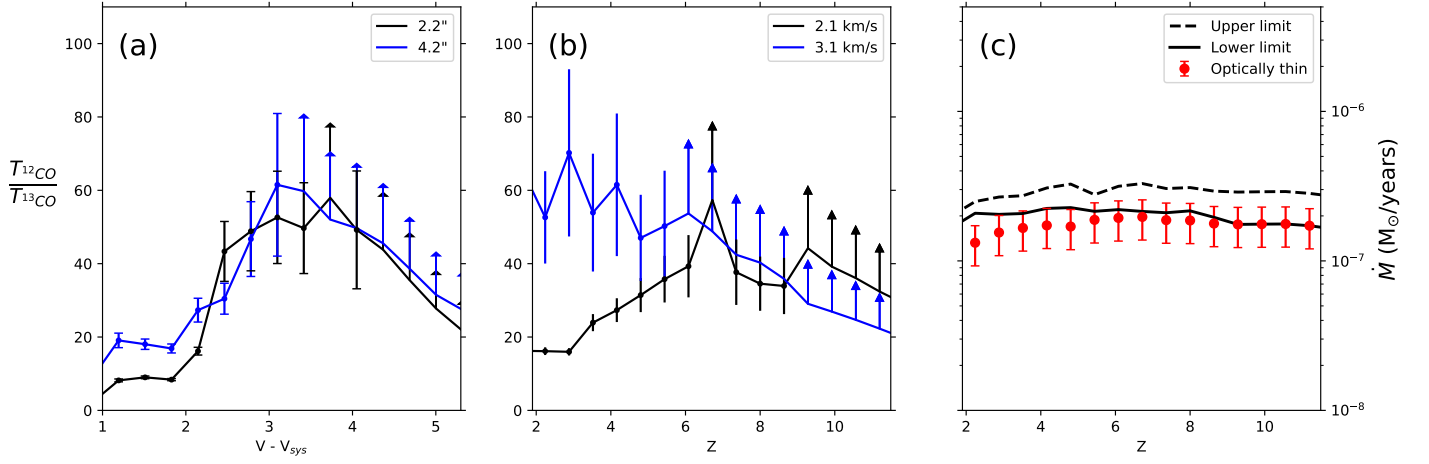 (a)
2.2"
4.2"
100
80
60
40
20
0
T12CO
T13CO
1 2 3 4 5
V - Vsys
(b)
2.1 km/s
3.1 km/s
100
80
60
40
20
0
2 4 6 8 10
Z
(c)
Upper limit
Lower limit
Optically thin
10−6
10−7
10−8
Ṁ (M⊙/years)
2 4 6 8 10
Z